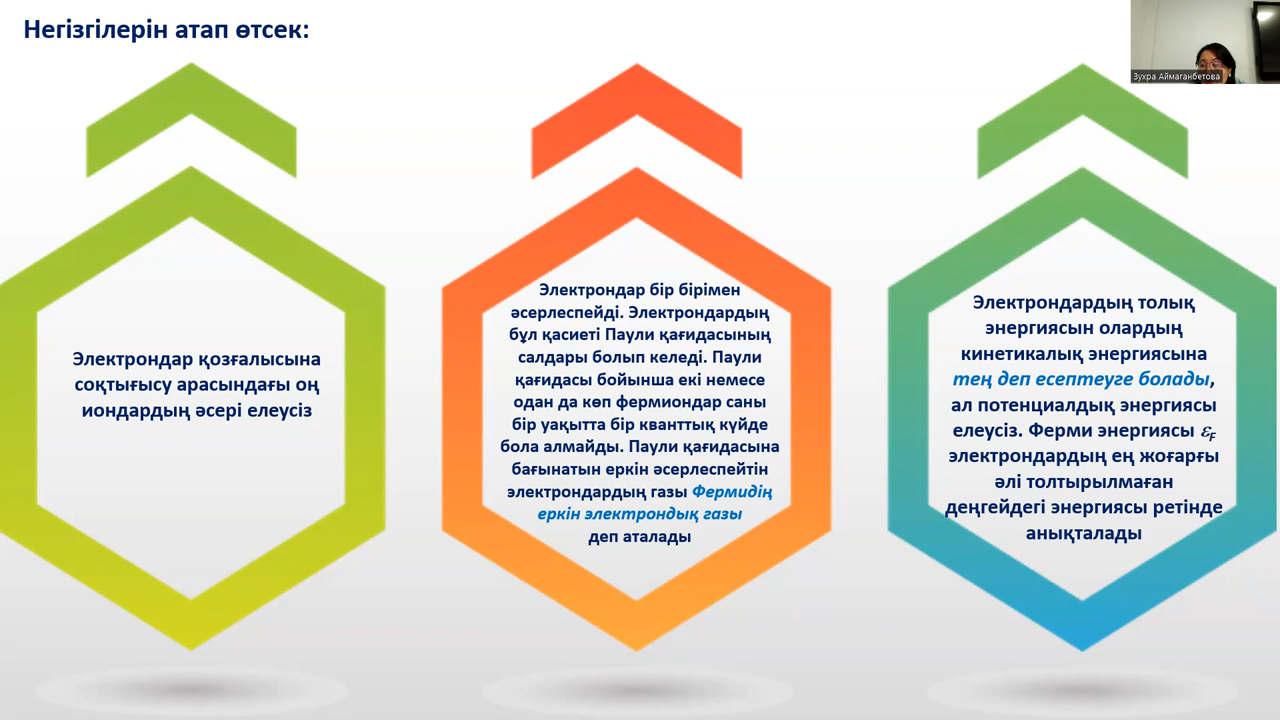 Негізгілерін атап өтсек:
Зухра Аймаганбетова
Электрондар қозғалысына
соқтығысу арасындағы оң
иондардың әсері елеусіз
Электрондар бір бірімен
әсерлеспейді. Электрондардың
бұл қасиеті Паули қағидасының
салдары болып келеді. Паули
қағидасы бойынша екі немесе
одан да көп фермиондар саны
бір уақытта бір кванттық күйде
бола алмайды. Паули қағидасына
бағынатын еркін әсерлеспейтін
электрондардың газы Фермидің
еркін электрондық газы
деп аталады
Электрондардың толық
энергиясын олардың
кинетикалық энергиясына
тең деп есептеуге болады,
ал потенциалдық энергиясы
елеусіз. Ферми энергиясы εF
электрондардың ең жоғарғы
әлі толтырылмаған
деңгейдегі энергиясы ретінде
анықталады